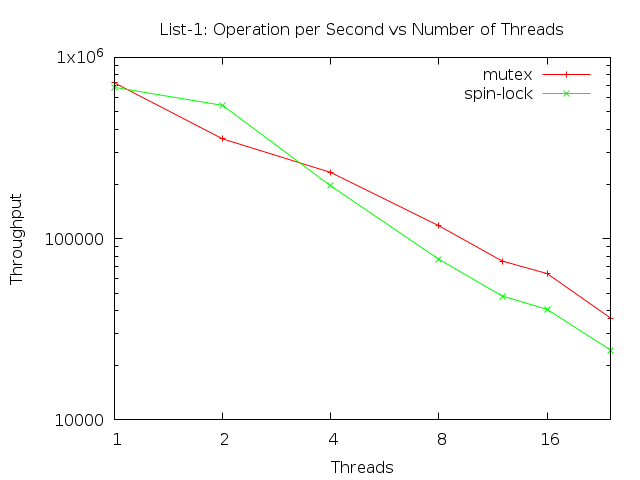 List-1: Operation per Second vs Number of Threads
1x10^6
mutex
spin-lock
Throughput
100000
10000
1 2 4 8 16
Threads